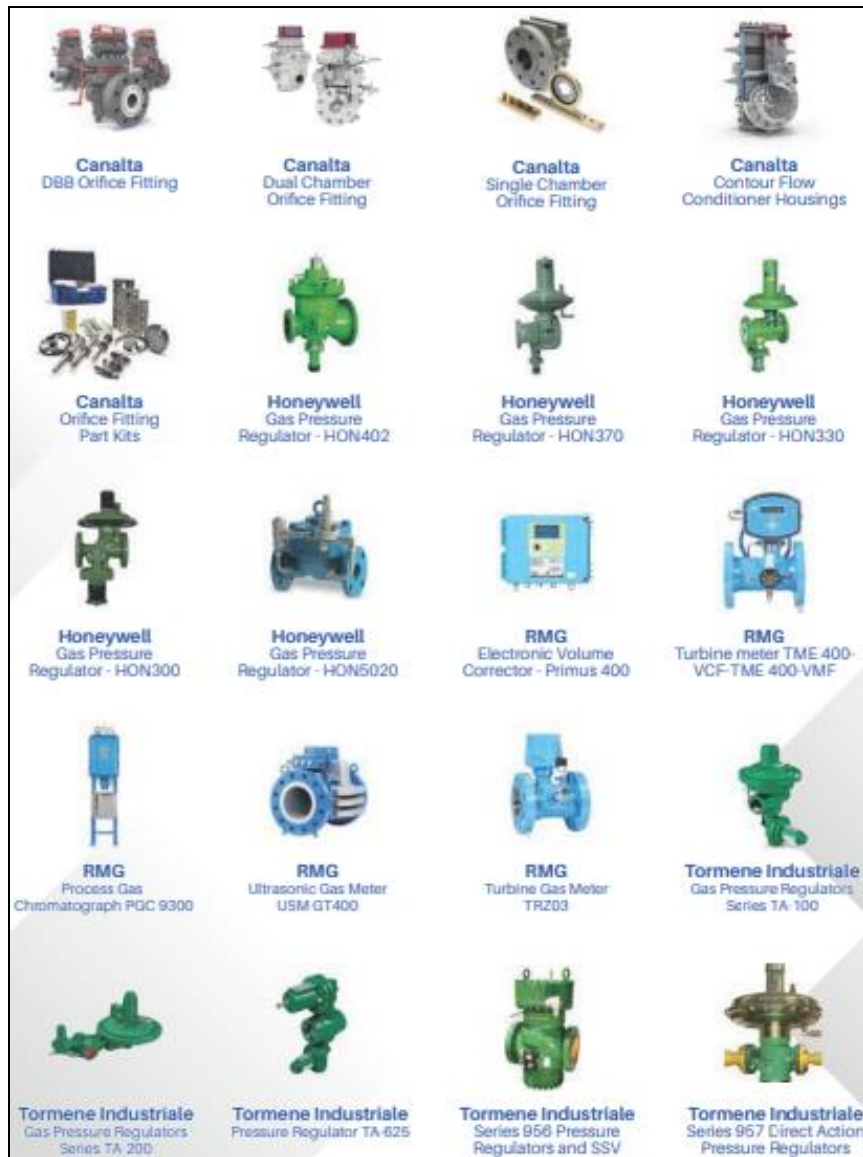 Canalta
DBB Orifice Fitting
Canalta
Dual Chamber
Orifice Fitting
Canalta
Single Chamber
Orifice Fitting
Canalta
Contour Flow
Conditioner Housings
Canalta
Orifice Fitting
Part Kits
Honeywell
Gas Pressure
Regulator - HON402
Honeywell
Gas Pressure
Regulator - HON370
Honeywell
Gas Pressure
Regulator - HON330
Honeywell
Gas Pressure
Regulator - HON300
Honeywell
Gas Pressure
Regulator - HON5020
RMG
Electronic Volume
Corrector - Primus 400
RMG
Turbine meter TME 400-
VCF-TME 400-VMF
RMG
Process Gas
Chromatograph PGC 9300
RMG
Ultrasonic Gas Meter
USM GT400
RMG
Turbine Gas Meter
TRZ03
Tormene Industriale
Gas Pressure Regulators
Series TA-100
Tormene Industriale
Gas Pressure Regulators
Series TA 200
Tormene Industriale
Pressure Regulator TA-625
Tormene Industriale
Series 956 Pressure
Regulators and SSV
Tormene Industriale
Series 957 Direct Action
Pressure Regulators